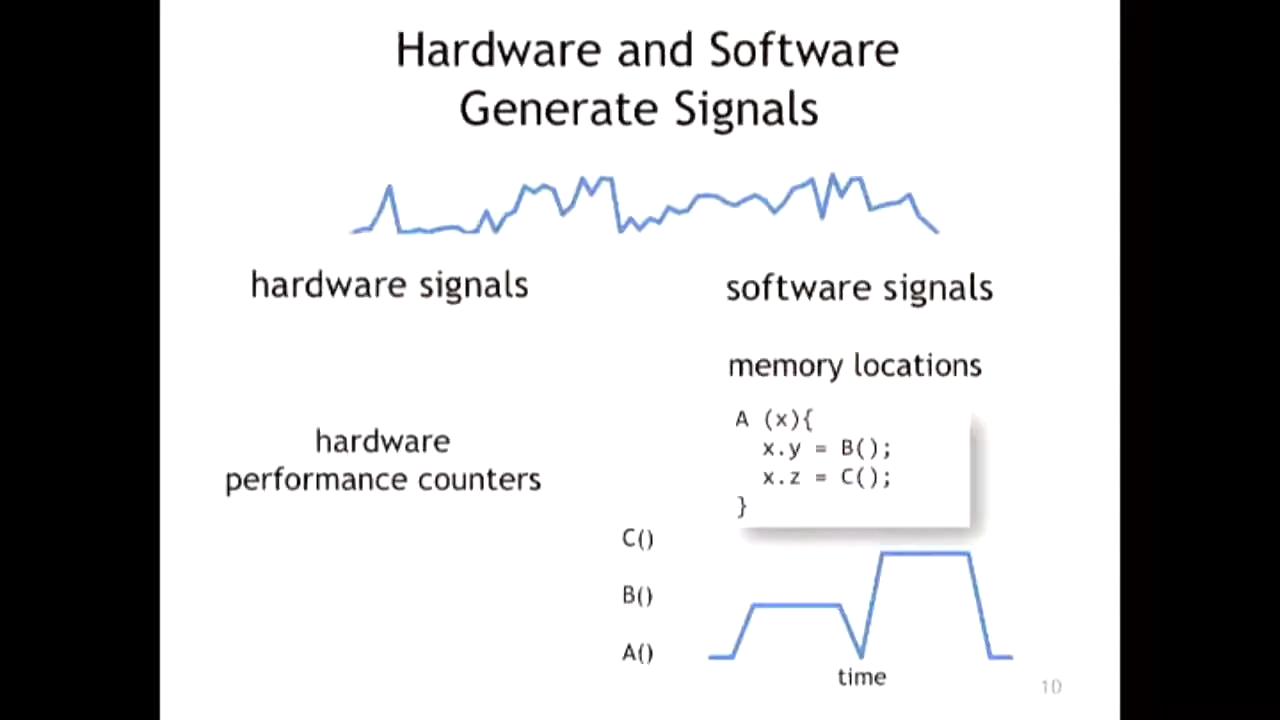 Hardware and Software
Generate Signals
hardware signals
software signals
memory locations
A (x){
x.y = B();
x.z = C();
}
hardware
performance counters
C()
B()
A()
time
10